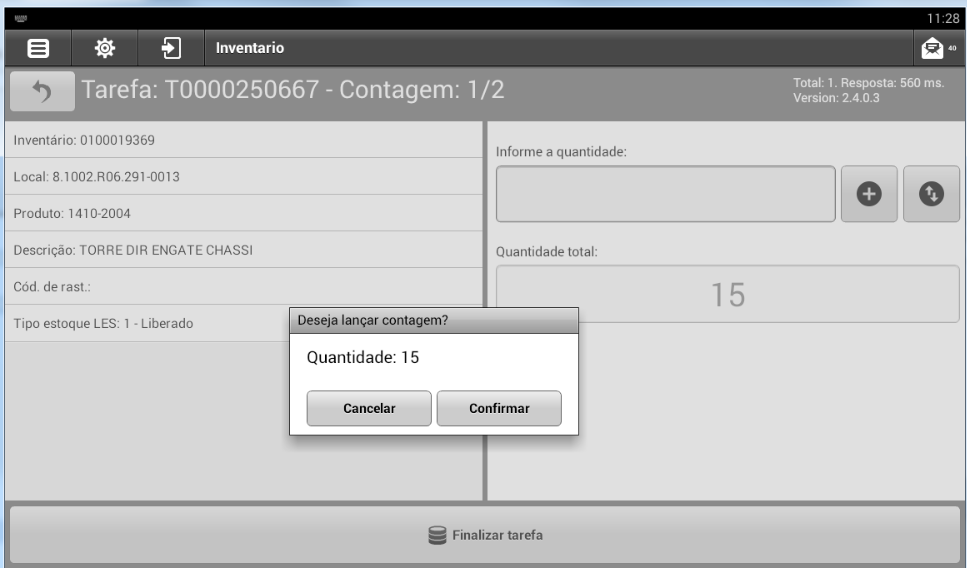 11:28
Inventario
40
Tarefa: T0000250667 - Contagem: 1/2
Total: 1. Resposta: 560 ms.
Version: 2.4.0.3
Inventário: 0100019369
Local: 8.1002.R06.291-0013
Produto: 1410-2004
Descrição: TORRE DIR ENGATE CHASSI
Cód. de rast.:
Tipo estoque LES: 1 - Liberado
Informe a quantidade:
Quantidade total:
15
Deseja lançar contagem?
Quantidade: 15
Cancelar
Confirmar
Finalizar tarefa